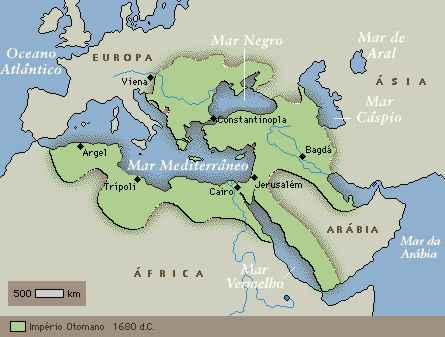 Mar Negro
Mar de
Aral
Oceano
Atlântico
EUROPA
ÁSIA
Viena
Mar
Cáspio
Constantinopla
Argel
Mar Mediterrâneo
Bagdá
Trípoli
Cairo
Jerusalém
ARÁBIA
Mar da
Arábia
ÁFRICA
Mar
Vermelho
500 km
Império Otomano 1680 d.C.